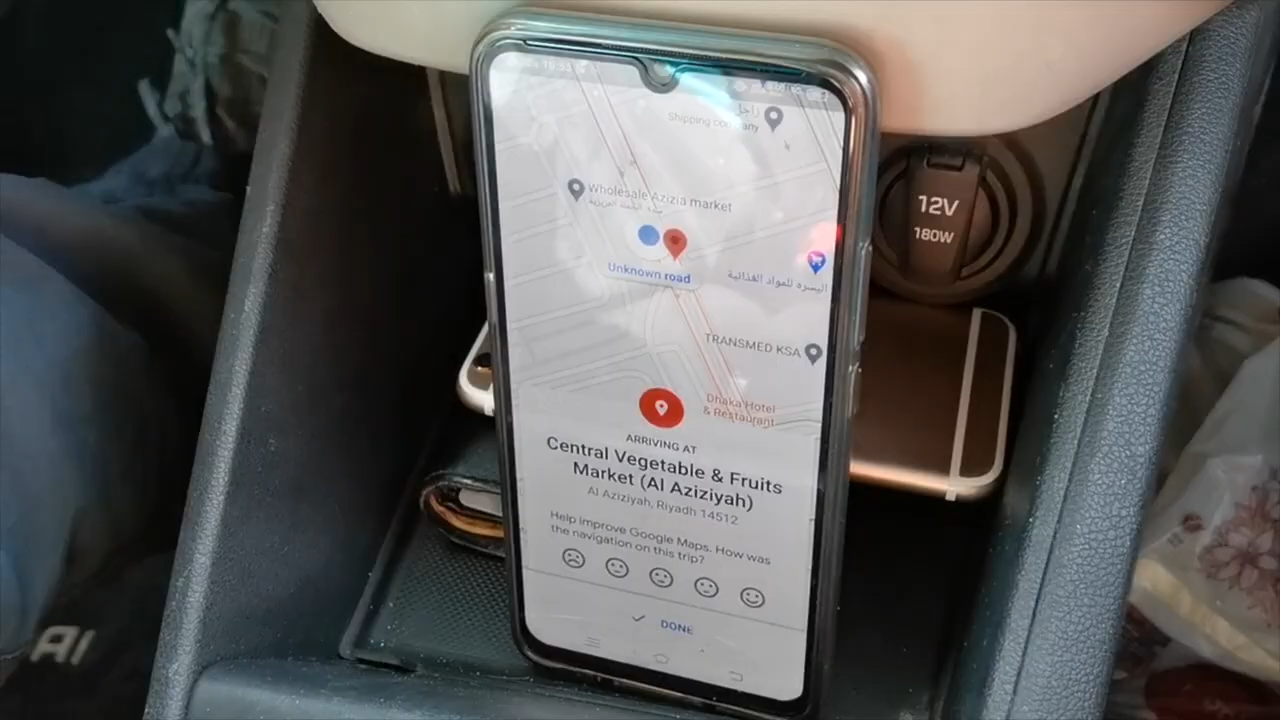 زاجل
Shipping company
Wholesale Azizia market
Unknown road
اليسره للمواد الغذائية
TRANSMED KSA
Dhaka Hotel
& Restaurant
ARRIVING AT
Central Vegetable & Fruits
Market (Al Aziziyah)
Al Aziziyah, Riyadh 14512
Help improve Google Maps. How was
the navigation on this trip?
DONE
12V
180W
AI